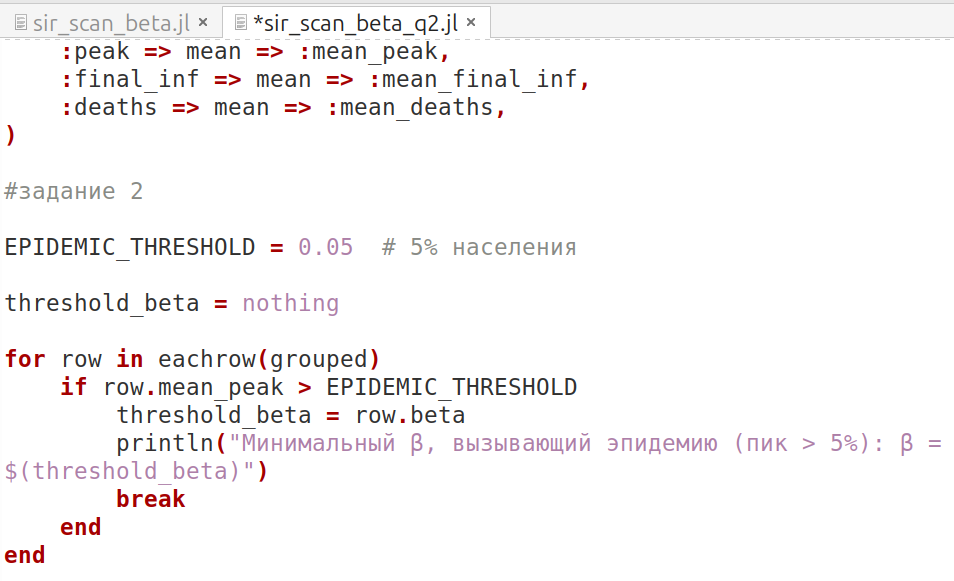 sir_scan_beta.jl × *sir_scan_beta_q2.jl ×
:peak => mean => :mean_peak,
:final_inf => mean => :mean_final_inf,
:deaths => mean => :mean_deaths,
)
#задание 2
EPIDEMIC_THRESHOLD = 0.05 # 5% населения
threshold_beta = nothing
for row in eachrow(grouped)
if row.mean_peak > EPIDEMIC_THRESHOLD
threshold_beta = row.beta
println("Минимальный β, вызывающий эпидемию (пик > 5%): β =
$(threshold_beta)")
break
end
end